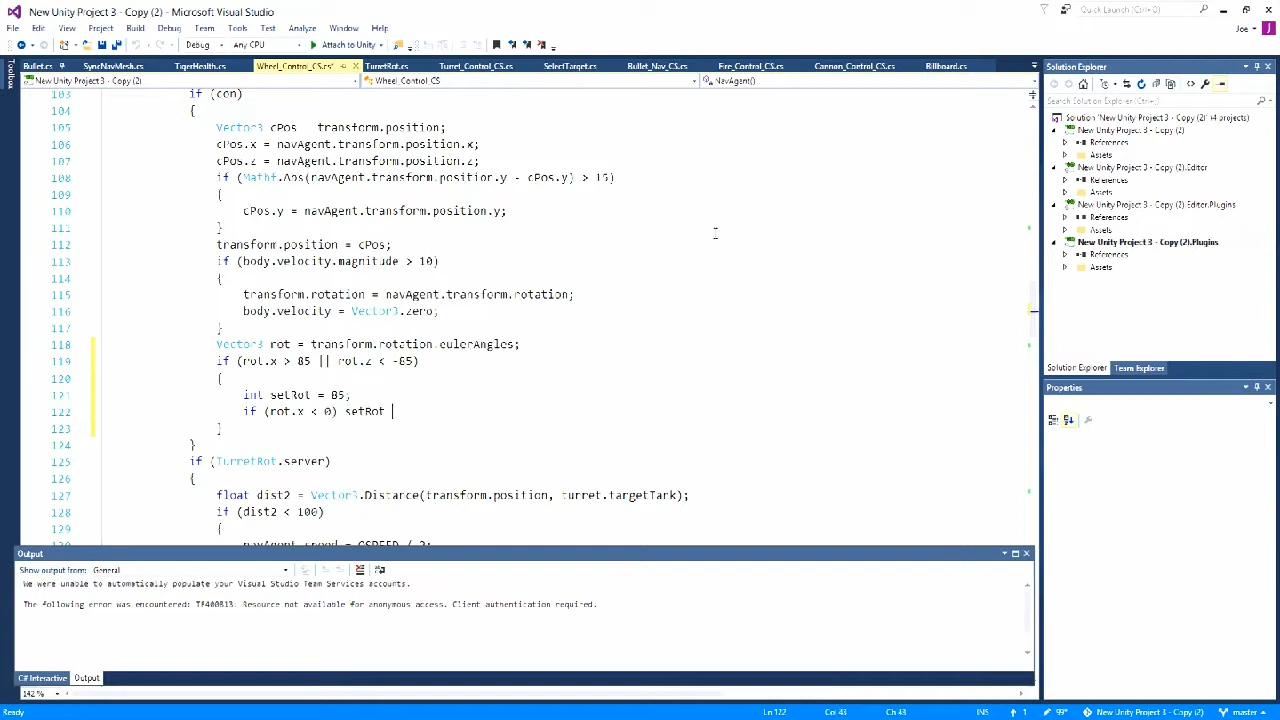 New Unity Project 3 - Copy (2) - Microsoft Visual Studio
Quick Launch (Ctrl+Q)
File Edit View Project Build Debug Team Tools Test Analyze Window Help
Joe J
Debug Any CPU Attach to Unity
Toolbox
Bullet.cs SyncNavMesh.cs TigerHealth.cs Wheel_Control_CS.cs* TurretRot.cs Turret_Control_CS.cs SelectTarget.cs Bullet_Nav_CS.cs Fire_Control_CS.cs Cannon_Control_CS.cs Billboard.cs
New Unity Project 3 - Copy (2) Wheel_Control_CS NavAgent()
103 if (con)
104 {
105 Vector3 cPos = transform.position;
106 cPos.x = navAgent.transform.position.x;
107 cPos.z = navAgent.transform.position.z;
108 if (Mathf.Abs(navAgent.transform.position.y - cPos.y) > 15)
109 {
110 cPos.y = navAgent.transform.position.y;
111 }
112 transform.position = cPos;
113 if (body.velocity.magnitude > 10)
114 {
115 transform.rotation = navAgent.transform.rotation;
116 body.velocity = Vector3.zero;
117 }
118 Vector3 rot = transform.rotation.eulerAngles;
119 if (rot.x > 85 || rot.z < -85)
120 {
121 int setRot = 85;
122 if (rot.x < 0) setRot
123 }
124 }
125 if (TurretRot.server)
126 {
127 float dist2 = Vector3.Distance(transform.position, turret.targetTank);
128 if (dist2 < 100)
129 {
Solution Explorer
Search Solution Explorer (Ctrl+;)
Solution 'New Unity Project 3 - Copy (2)' (4 projects)
New Unity Project 3 - Copy (2)
References
Assets
New Unity Project 3 - Copy (2).Editor
References
Assets
New Unity Project 3 - Copy (2).Editor.Plugins
References
Assets
New Unity Project 3 - Copy (2).Plugins
References
Assets
Solution Explorer Team Explorer
Properties
Output
Show output from: General
We were unable to automatically populate your Visual Studio Team Services accounts.
The following error was encountered: TF400813: Resource not available for anonymous access. Client authentication required.
C# Interactive Output
142 %
Ready Ln 122 Col 43 Ch 43 INS 1 99* New Unity Project 3 - Copy (2) master